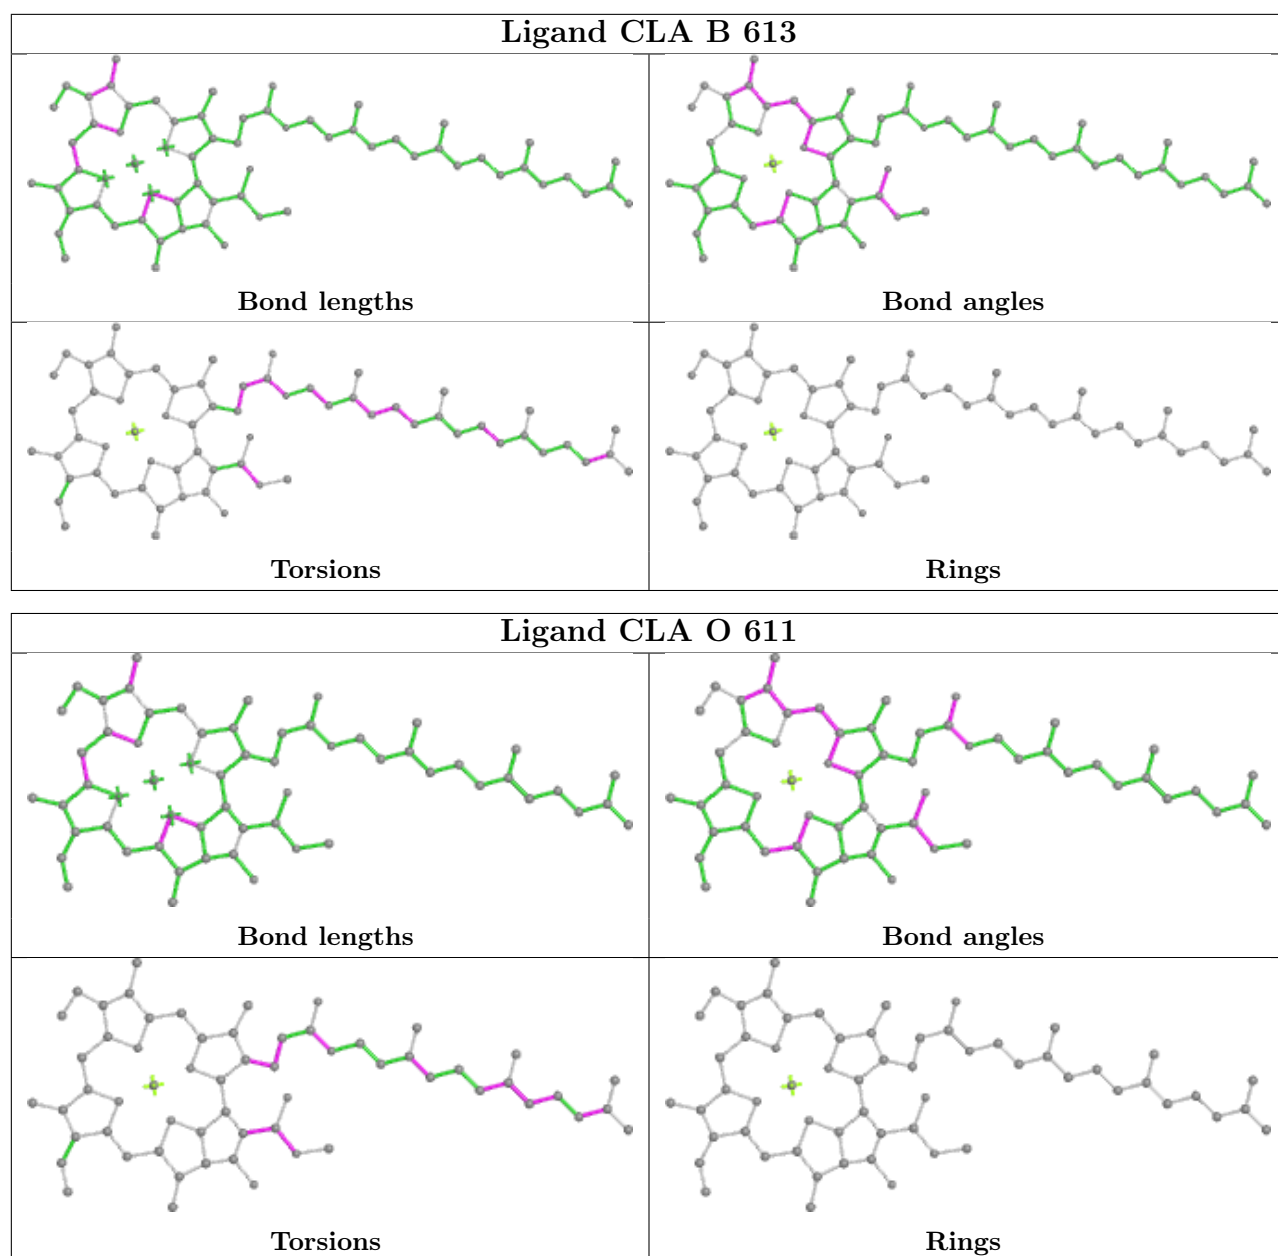 Ligand CLA B 613
Bond lengths
Bond angles
Torsions
Rings
Ligand CLA O 611
Bond lengths
Bond angles
Torsions
Rings